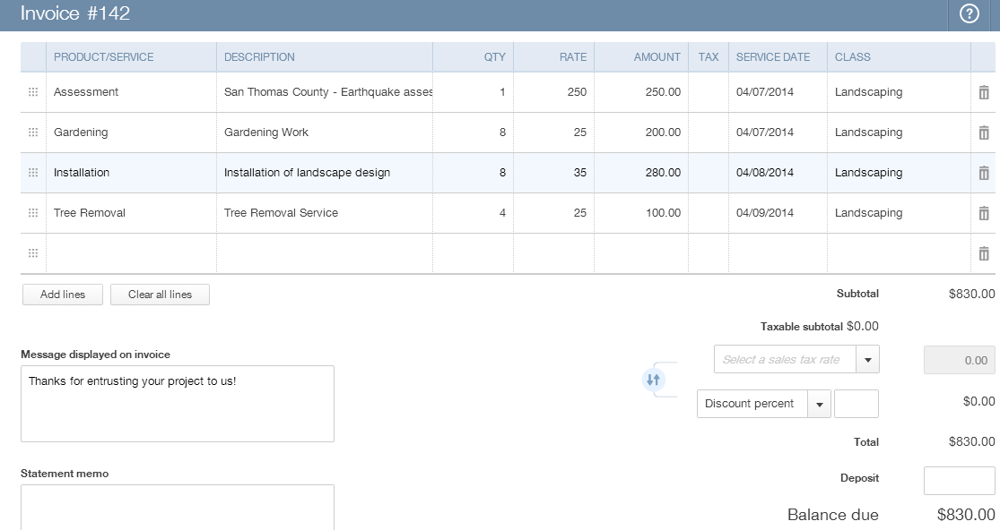 Invoice #142
?
PRODUCT/SERVICE DESCRIPTION QTY RATE AMOUNT TAX SERVICE DATE CLASS
Assessment San Thomas County - Earthquake asses 1 250 250.00 04/07/2014 Landscaping
Gardening Gardening Work 8 25 200.00 04/07/2014 Landscaping
Installation Installation of landscape design 8 35 280.00 04/08/2014 Landscaping
Tree Removal Tree Removal Service 4 25 100.00 04/09/2014 Landscaping
Add lines Clear all lines
Subtotal $830.00
Taxable subtotal $0.00
Message displayed on invoice
Select a sales tax rate 0.00
Thanks for entrusting your project to us!
Discount percent $0.00
Total $830.00
Statement memo
Deposit
Balance due $830.00